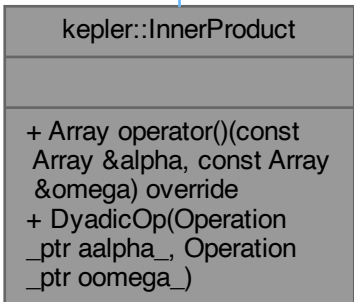 kepler::InnerProduct
+ Array operator()(const
Array &alpha, const Array
&omega) override
+ DyadicOp(Operation
_ptr aalpha_, Operation
_ptr oomega_)